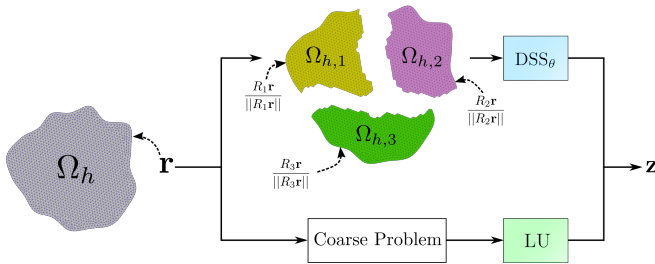 Ω_h
r
Ω_{h,1}
R_1r / ||R_1r||
Ω_{h,2}
R_2r / ||R_2r||
Ω_{h,3}
R_3r / ||R_3r||
DSS_θ
Coarse Problem
LU
z